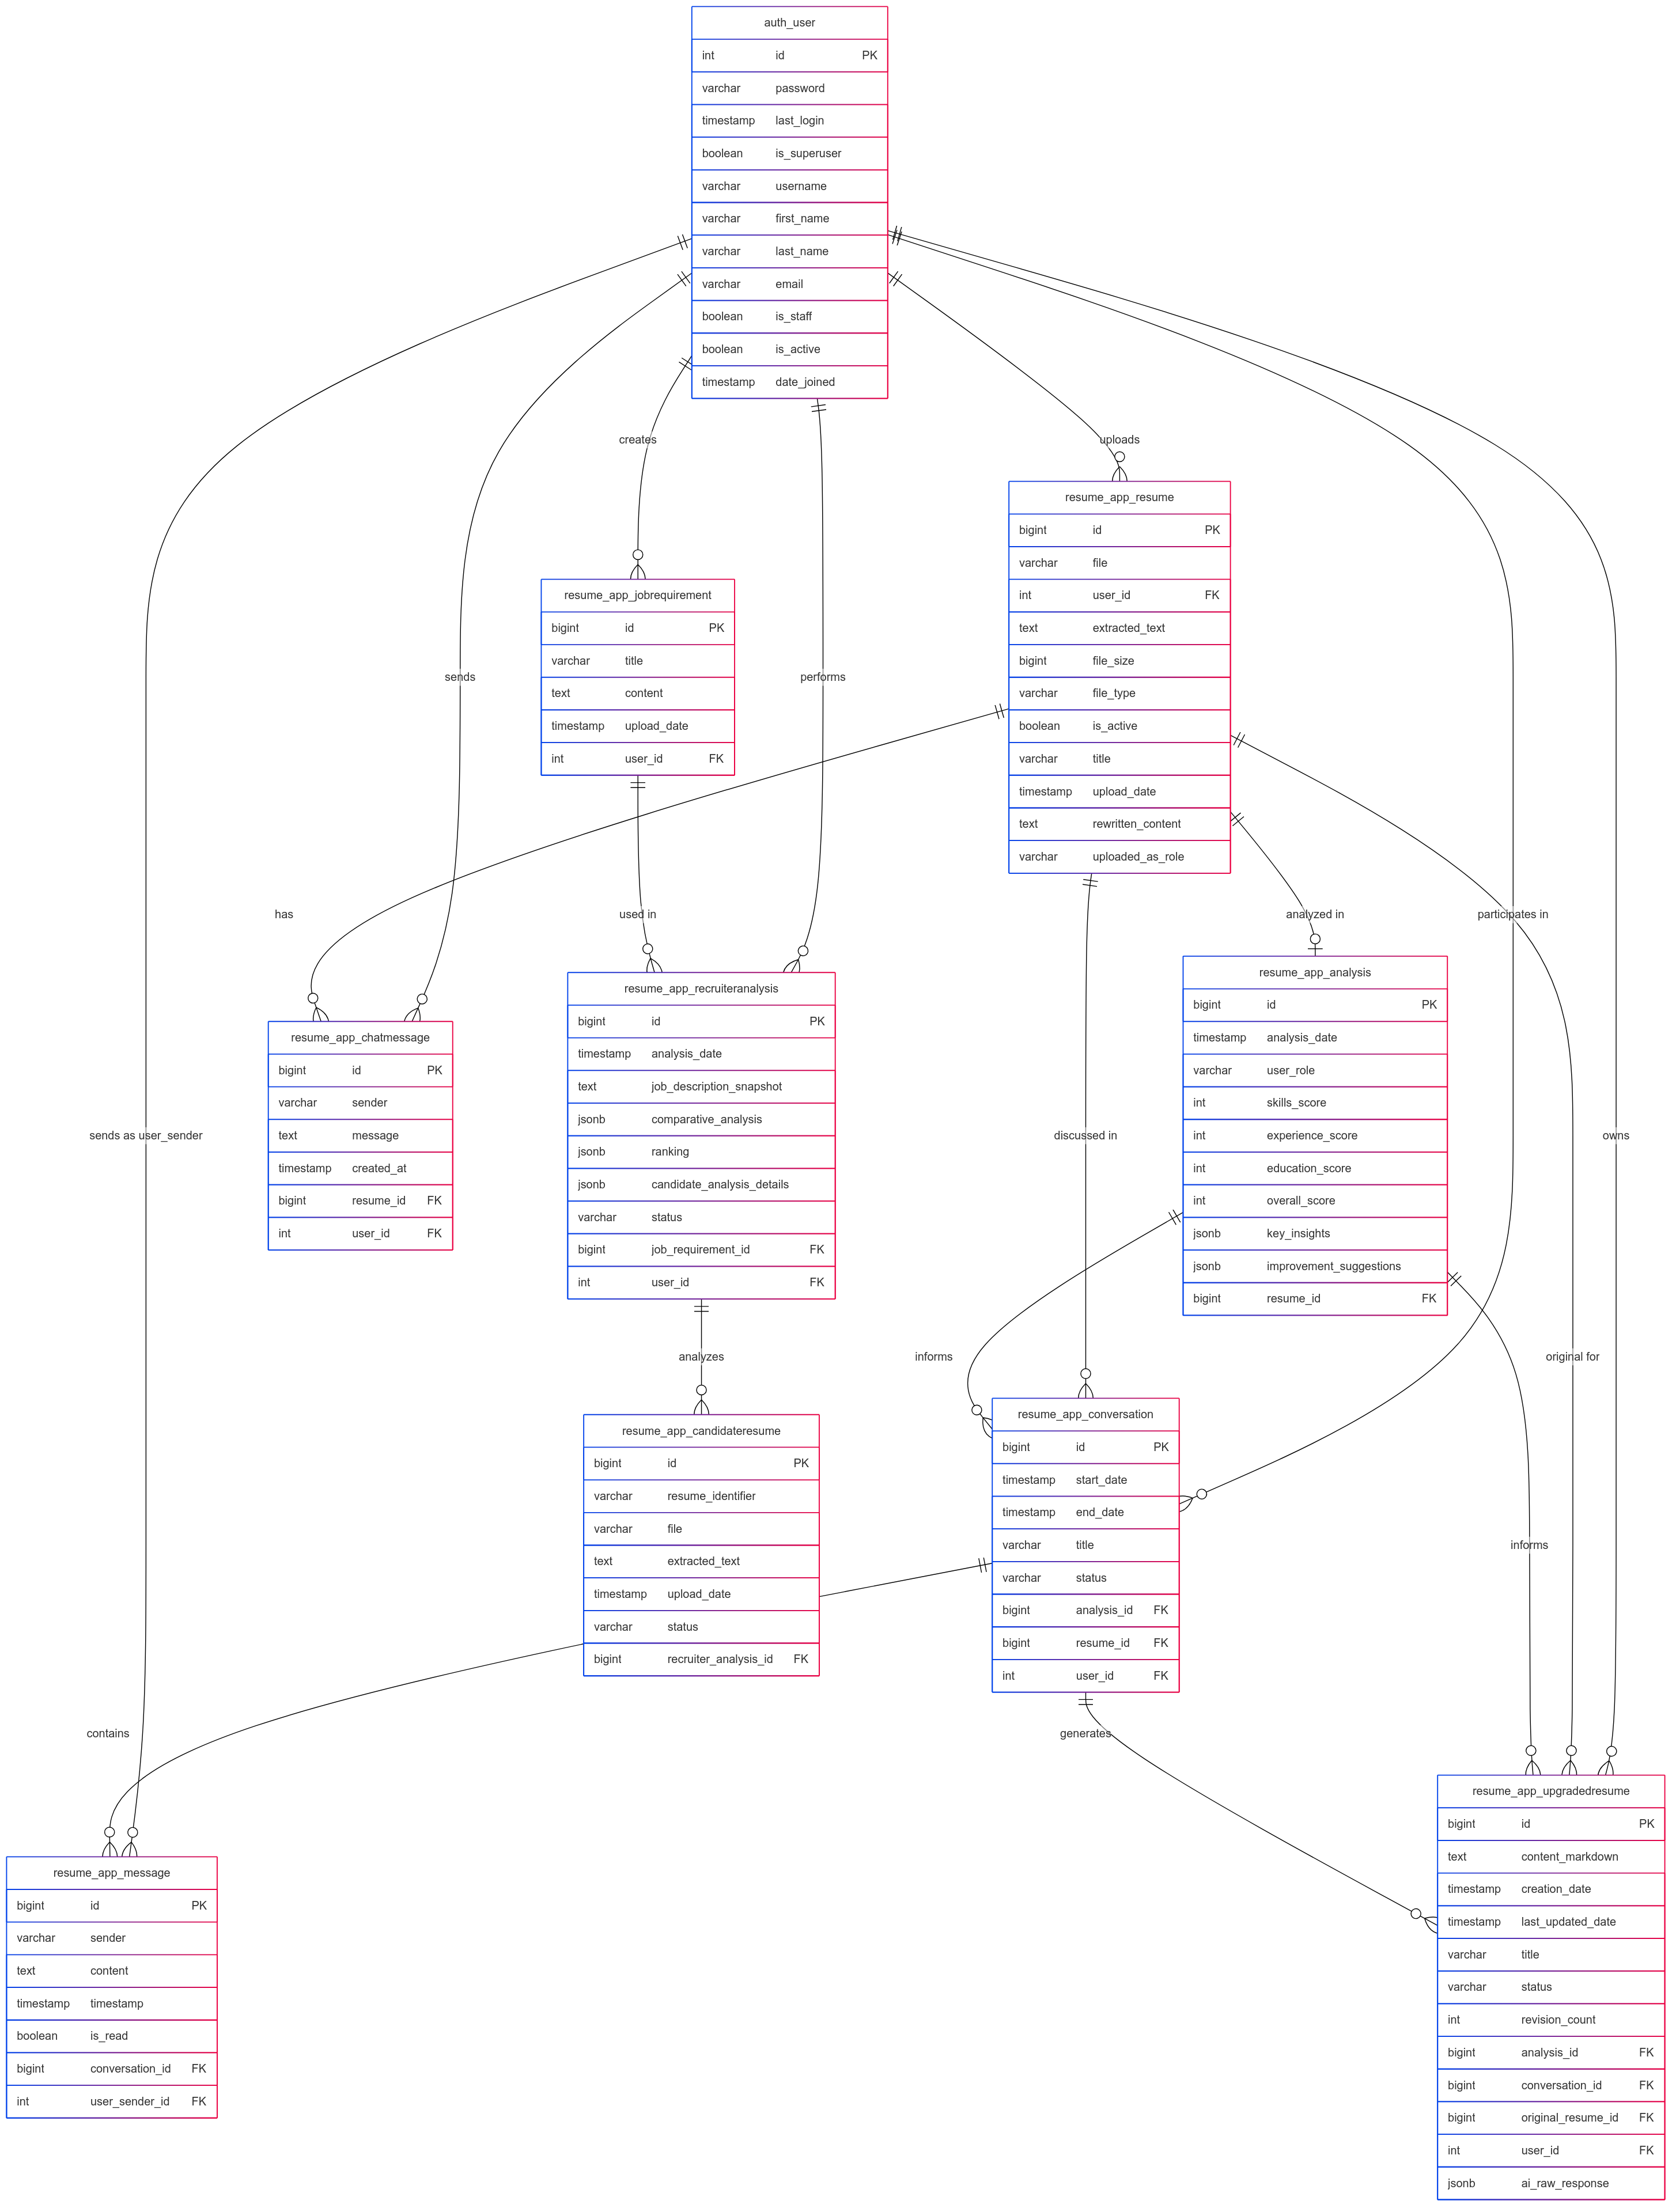 auth_user
int id PK
varchar password
timestamp last_login
boolean is_superuser
varchar username
varchar first_name
varchar last_name
varchar email
boolean is_staff
boolean is_active
timestamp date_joined
creates
uploads
resume_app_resume
bigint id PK
varchar file
int user_id FK
text extracted_text
bigint file_size
varchar file_type
boolean is_active
varchar title
timestamp upload_date
text rewritten_content
varchar uploaded_as_role
resume_app_jobrequirement
bigint id PK
varchar title
text content
timestamp upload_date
int user_id FK
sends
performs
has
used in
analyzed in
participates in
resume_app_analysis
bigint id PK
timestamp analysis_date
varchar user_role
int skills_score
int experience_score
int education_score
int overall_score
jsonb key_insights
jsonb improvement_suggestions
bigint resume_id FK
resume_app_recruiteranalysis
bigint id PK
timestamp analysis_date
text job_description_snapshot
jsonb comparative_analysis
jsonb ranking
jsonb candidate_analysis_details
varchar status
bigint job_requirement_id FK
int user_id FK
resume_app_chatmessage
bigint id PK
varchar sender
text message
timestamp created_at
bigint resume_id FK
int user_id FK
sends as user_sender
discussed in
owns
analyzes
informs
original for
resume_app_conversation
bigint id PK
timestamp start_date
timestamp end_date
varchar title
varchar status
bigint analysis_id FK
bigint resume_id FK
int user_id FK
resume_app_candidateresume
bigint id PK
varchar resume_identifier
varchar file
text extracted_text
timestamp upload_date
varchar status
bigint recruiter_analysis_id FK
informs
contains
generates
resume_app_upgradedresume
bigint id PK
text content_markdown
timestamp creation_date
timestamp last_updated_date
varchar title
varchar status
int revision_count
bigint analysis_id FK
bigint conversation_id FK
bigint original_resume_id FK
int user_id FK
jsonb ai_raw_response
resume_app_message
bigint id PK
varchar sender
text content
timestamp timestamp
boolean is_read
bigint conversation_id FK
int user_sender_id FK